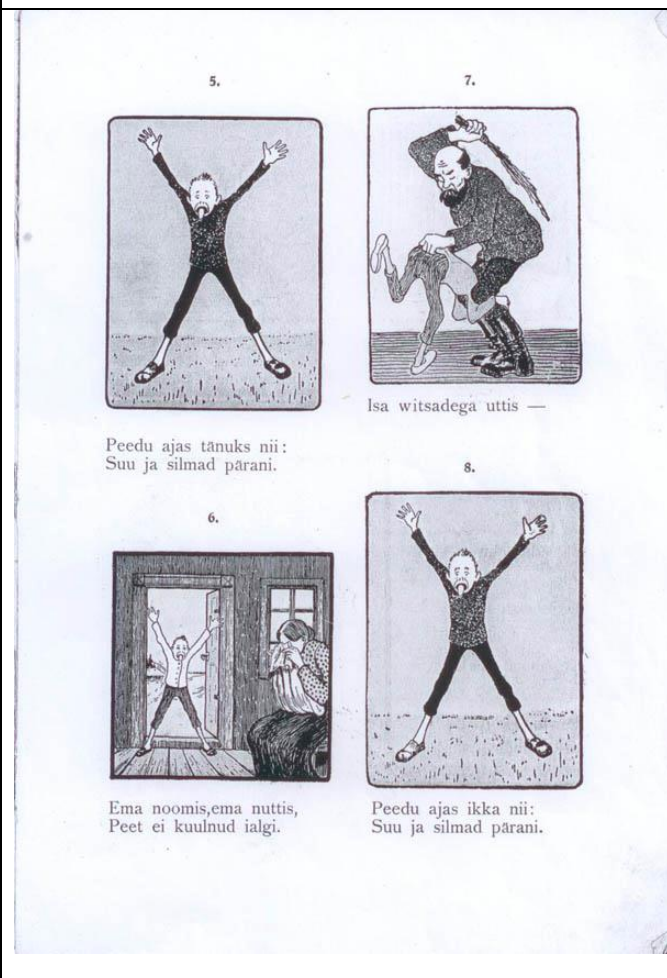 5.
Peedu ajas tänuks nii:
Suu ja silmad pärani.
6.
Ema noomis,ema nuttis,
Peet ei kuulnud ialgi.
7.
Isa witsadega uttis —
8.
Peedu ajas ikka nii:
Suu ja silmad pärani.